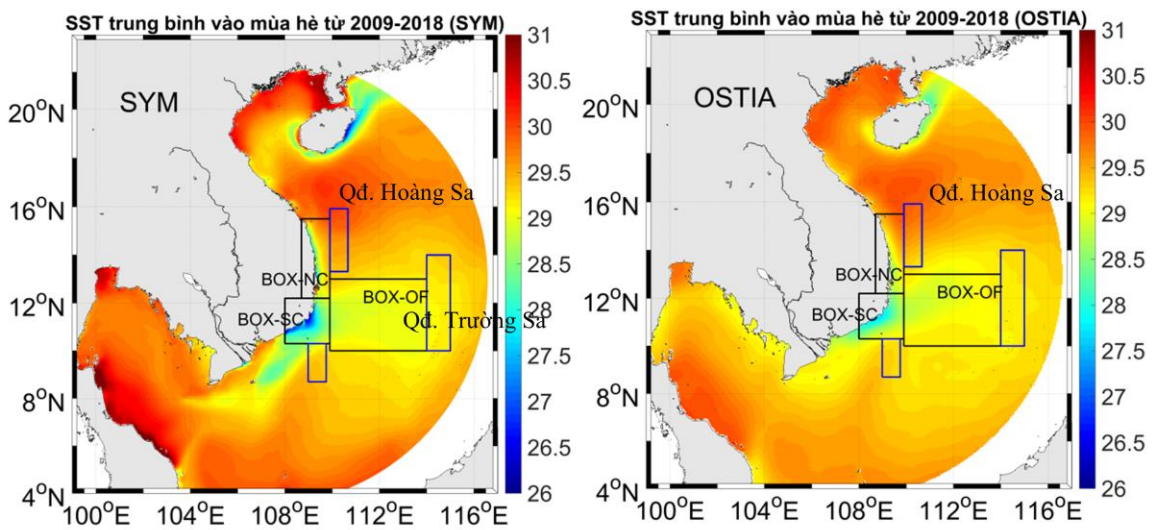 SST trung bình vào mùa hè từ 2009-2018 (SYM)
SYM
Qđ. Hoàng Sa
BOX-NC
BOX-OF
BOX-SC
Qđ. Trường Sa
20°N
16°N
12°N
8°N
4°N
100°E 104°E 108°E 112°E 116°E
31
30.5
30
29.5
29
28.5
28
27.5
27
26.5
26
SST trung bình vào mùa hè từ 2009-2018 (OSTIA)
OSTIA
Qđ. Hoàng Sa
BOX-NC
BOX-OF
BOX-SC
20°N
16°N
12°N
8°N
4°N
100°E 104°E 108°E 112°E 116°E
31
30.5
30
29.5
29
28.5
28
27.5
27
26.5
26